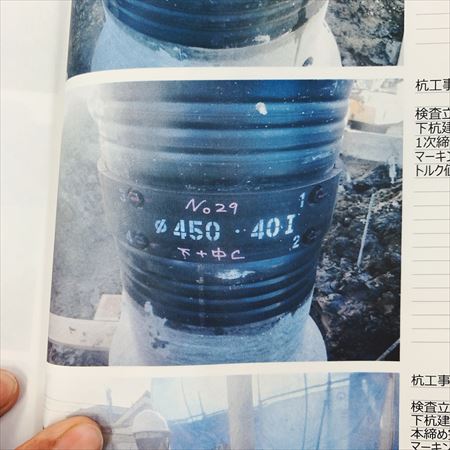 No29
3 1
φ450・40I
4 2
下+中C
杭工事
検査立
下杭建
1次締
マーキン
トルク値
杭工事
検査立
下杭建
本締め
マーキン